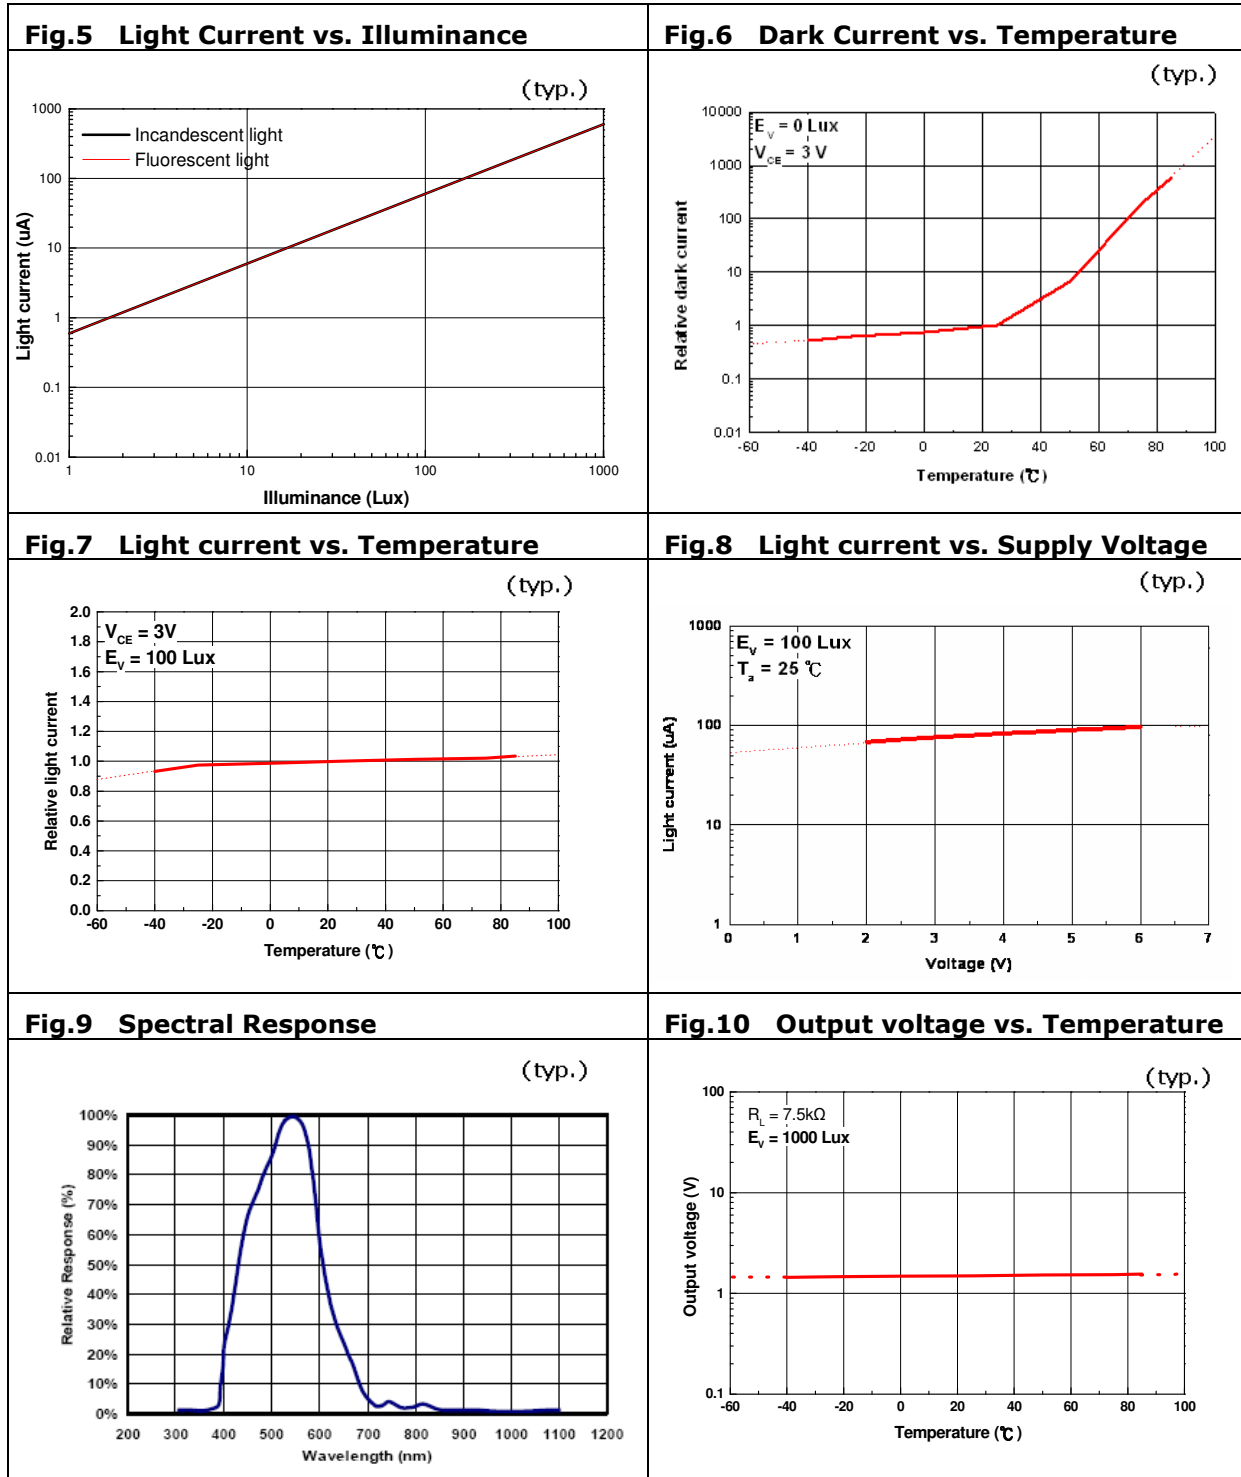 Fig.5 Light Current vs. Illuminance
(typ.)
1000
100
10
1
0.1
0.01
Incandescent light
Fluorescent light
Light current (uA)
1 10 100 1000
Illuminance (Lux)
Fig.6 Dark Current vs. Temperature
(typ.)
10000
1000
100
10
1
0.1
0.01
E_V = 0 Lux
V_CE = 3 V
Relative dark current
-60 -40 -20 0 20 40 60 80 100
Temperature (℃)
Fig.7 Light current vs. Temperature
(typ.)
2.0
1.8
1.6
1.4
1.2
1.0
0.8
0.6
0.4
0.2
0.0
V_CE = 3V
E_V = 100 Lux
Relative light current
-60 -40 -20 0 20 40 60 80 100
Temperature (℃)
Fig.8 Light current vs. Supply Voltage
(typ.)
1000
100
10
1
E_V = 100 Lux
T_a = 25 ℃
Light current (uA)
0 1 2 3 4 5 6 7
Voltage (V)
Fig.9 Spectral Response
(typ.)
100%
90%
80%
70%
60%
50%
40%
30%
20%
10%
0%
Relative Response (%)
200 300 400 500 600 700 800 900 1000 1100 1200
Wavelength (nm)
Fig.10 Output voltage vs. Temperature
(typ.)
100
10
1
0.1
R_L = 7.5kΩ
E_V = 1000 Lux
Output voltage (V)
-60 -40 -20 0 20 40 60 80 100
Temperature (℃)